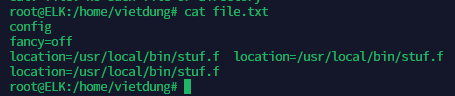 root@ELK:/home/vietdung# cat file.txt
config
fancy=off
location=/usr/local/bin/stuf.f  location=/usr/local/bin/stuf.f
location=/usr/local/bin/stuf.f
root@ELK:/home/vietdung#